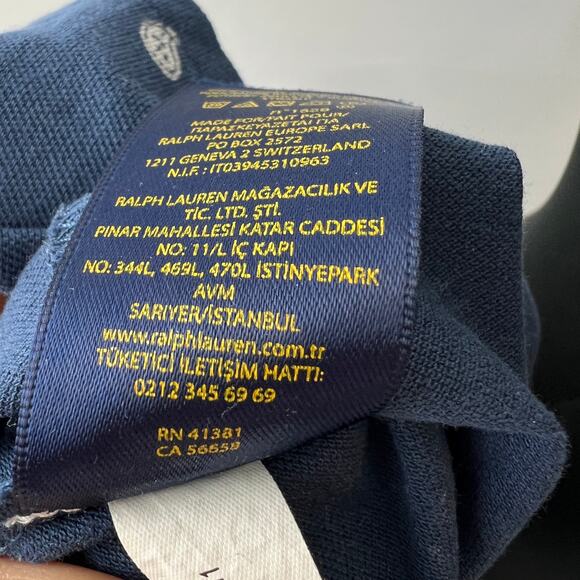 MADE FOR/FAIT POUR/
ΠΑΡΑΣΚΕΥΑΖΕΤΑΙ ΓΙΑ
RALPH LAUREN EUROPE SARL
PO BOX 2572
1211 GENEVA 2 SWITZERLAND
N.I.F. : IT03945310963
RALPH LAUREN MAĞAZACILIK VE
TİC. LTD. ŞTİ.
PINAR MAHALLESİ KATAR CADDESİ
NO: 11/L İÇ KAPI
NO: 344L, 469L, 470L İSTİNYEPARK
AVM
SARIYER/İSTANBUL
www.ralphlauren.com.tr
TÜKETİCİ İLETİŞİM HATTI:
0212 345 69 69
RN 41381
CA 56658